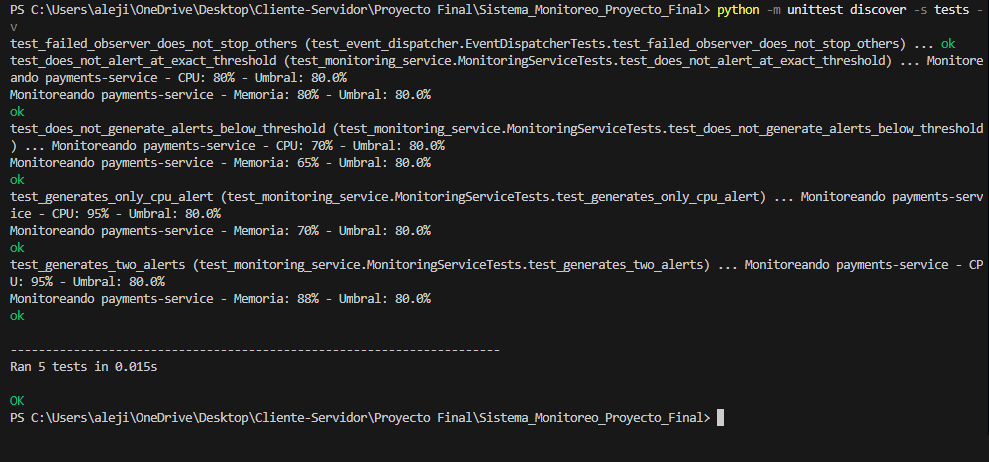 PS C:\Users\aleji\OneDrive\Desktop\Cliente-Servidor\Proyecto Final\Sistema_Monitoreo_Proyecto_Final> python -m unittest discover -s tests -
v
test_failed_observer_does_not_stop_others (test_event_dispatcher.EventDispatcherTests.test_failed_observer_does_not_stop_others) ... ok
test_does_not_alert_at_exact_threshold (test_monitoring_service.MonitoringServiceTests.test_does_not_alert_at_exact_threshold) ... Monitore
ando payments-service - CPU: 80% - Umbral: 80.0%
Monitoreando payments-service - Memoria: 80% - Umbral: 80.0%
ok
test_does_not_generate_alerts_below_threshold (test_monitoring_service.MonitoringServiceTests.test_does_not_generate_alerts_below_threshold
) ... Monitoreando payments-service - CPU: 70% - Umbral: 80.0%
Monitoreando payments-service - Memoria: 65% - Umbral: 80.0%
ok
test_generates_only_cpu_alert (test_monitoring_service.MonitoringServiceTests.test_generates_only_cpu_alert) ... Monitoreando payments-serv
ice - CPU: 95% - Umbral: 80.0%
Monitoreando payments-service - Memoria: 70% - Umbral: 80.0%
ok
test_generates_two_alerts (test_monitoring_service.MonitoringServiceTests.test_generates_two_alerts) ... Monitoreando payments-service - CP
U: 95% - Umbral: 80.0%
Monitoreando payments-service - Memoria: 88% - Umbral: 80.0%
ok
----------------------------------------------------------------------
Ran 5 tests in 0.015s
OK
PS C:\Users\aleji\OneDrive\Desktop\Cliente-Servidor\Proyecto Final\Sistema_Monitoreo_Proyecto_Final>